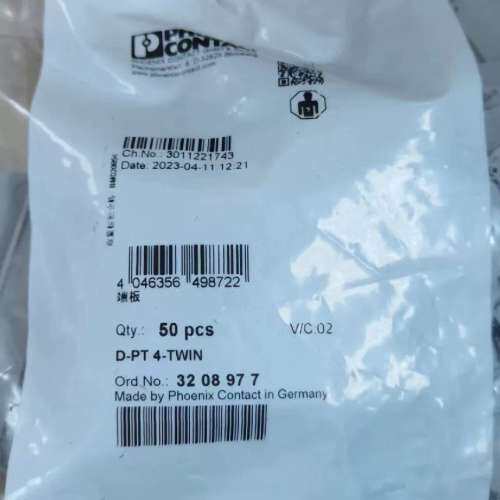 PHOENIX
CONTACT
Ch.No.: 3011221743
Date: 2023-04-11 12:21
4 046356 498722
端板
Qty.: 50 pcs
V/C.02
D-PT 4-TWIN
Ord.No.: 32 08 97 7
Made by Phoenix Contact in Germany